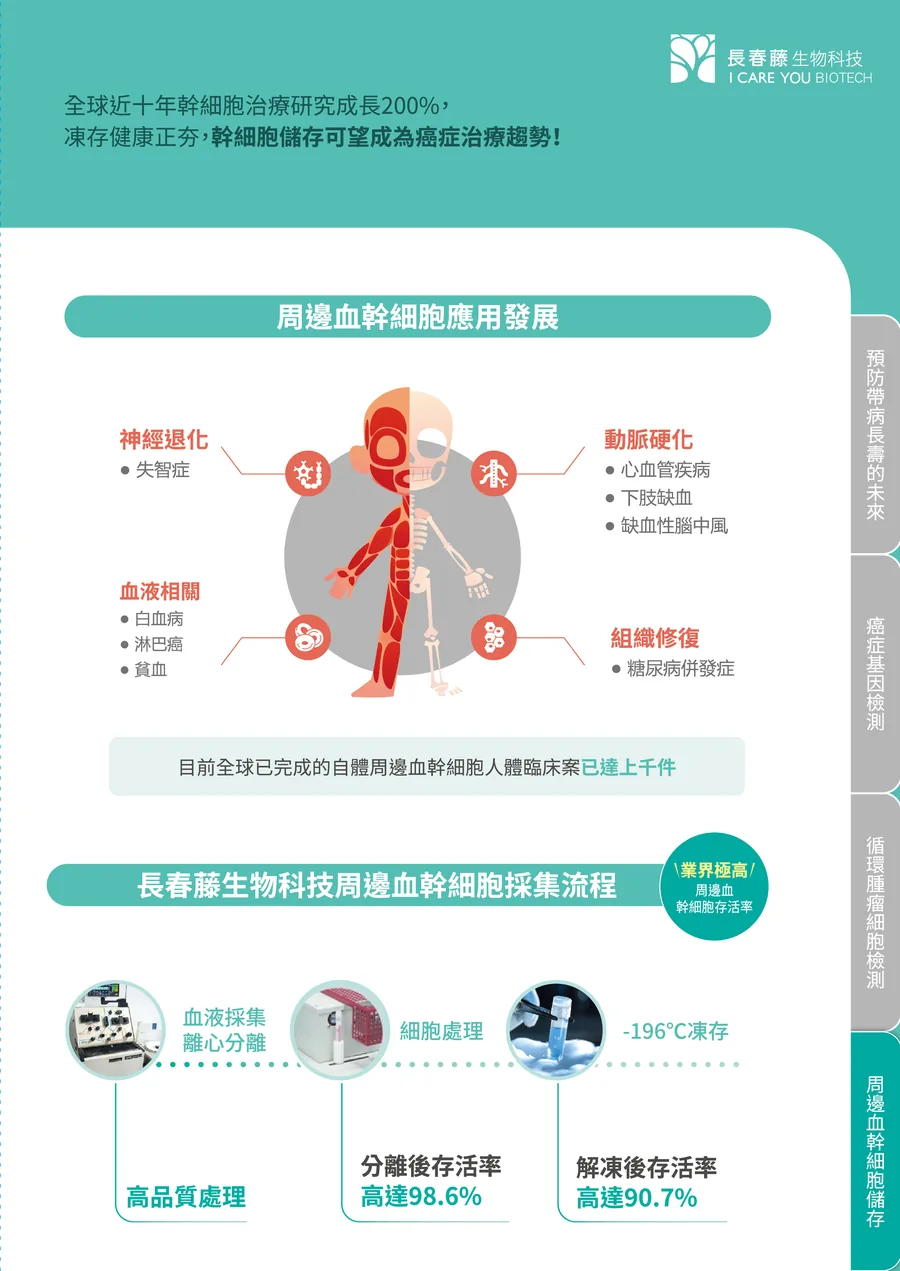 長春藤生物科技
I CARE YOU BIOTECH
全球近十年幹細胞治療研究成長200%，
凍存健康正夯，幹細胞儲存可望成為癌症治療趨勢！
周邊血幹細胞應用發展
神經退化
● 失智症
動脈硬化
● 心血管疾病
● 下肢缺血
● 缺血性腦中風
血液相關
● 白血病
● 淋巴癌
● 貧血
組織修復
● 糖尿病併發症
目前全球已完成的自體周邊血幹細胞人體臨床案已達上千件
長春藤生物科技周邊血幹細胞採集流程
\業界極高/
周邊血
幹細胞存活率
血液採集
離心分離
細胞處理
-196°C凍存
高品質處理
分離後存活率
高達98.6%
解凍後存活率
高達90.7%
預防帶病長壽的未來
癌症基因檢測
循環腫瘤細胞檢測
周邊血幹細胞儲存